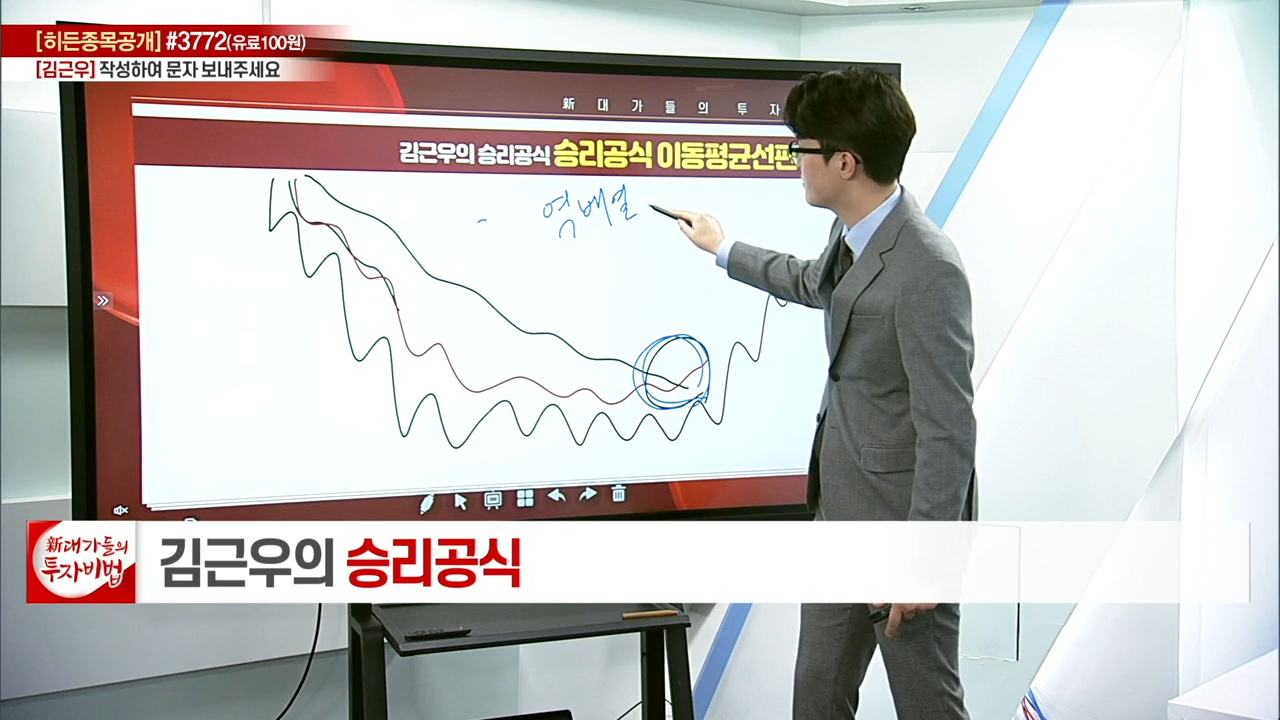 [히든종목공개] #3772(유료100원)
[김근우] 작성하여 문자 보내주세요
新 대 가 들 의 투 자
김근우의 승리공식 승리공식 이동평균선편
- 역배열
新대가들의
투자비법
김근우의 승리공식